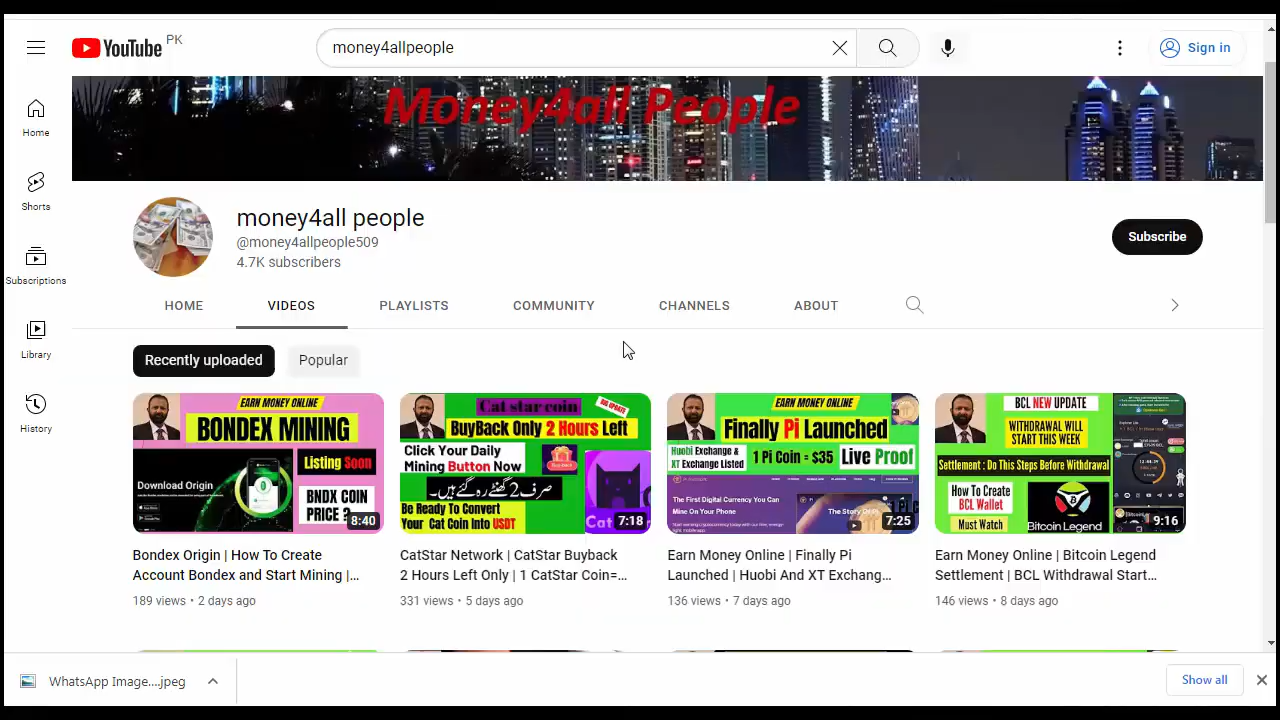 YouTube PK
money4allpeople
Sign in
Home
Shorts
Subscriptions
Library
History
Money4all People
money4all people
@money4allpeople509
4.7K subscribers
Subscribe
HOME VIDEOS PLAYLISTS COMMUNITY CHANNELS ABOUT
Recently uploaded Popular
EARN MONEY ONLINE
BONDEX MINING
Listing Soon
Download Origin
BNDX COIN
PRICE ?
8:40
Bondex Origin | How To Create
Account Bondex and Start Mining |...
189 views • 2 days ago
Cat star coin
BIG UPDATE
BuyBack Only 2 Hours Left
Click Your Daily
Mining Button Now
صرف 2 گھنٹے رہ گئے ہیں۔
Be Ready To Convert
Your Cat Coin Into USDT
Cat
7:18
CatStar Network | CatStar Buyback
2 Hours Left Only | 1 CatStar Coin=...
331 views • 5 days ago
EARN MONEY ONLINE
Finally Pi Launched
Huobi Exchange &
XT Exchange Listed
1 Pi Coin = $35
Live Proof
The First Digital Currency You Can
Mine On Your Phone
The Story Of
7:25
Earn Money Online | Finally Pi
Launched | Huobi And XT Exchang...
136 views • 7 days ago
BCL NEW UPDATE
WITHDRAWAL WILL
START THIS WEEK
Settlement : Do This Steps Before Withdrawal
How To Create
BCL Wallet
Must Watch
Bitcoin Legend
9:16
Earn Money Online | Bitcoin Legend
Settlement | BCL Withdrawal Start...
146 views • 8 days ago
WhatsApp Image....jpeg
Show all